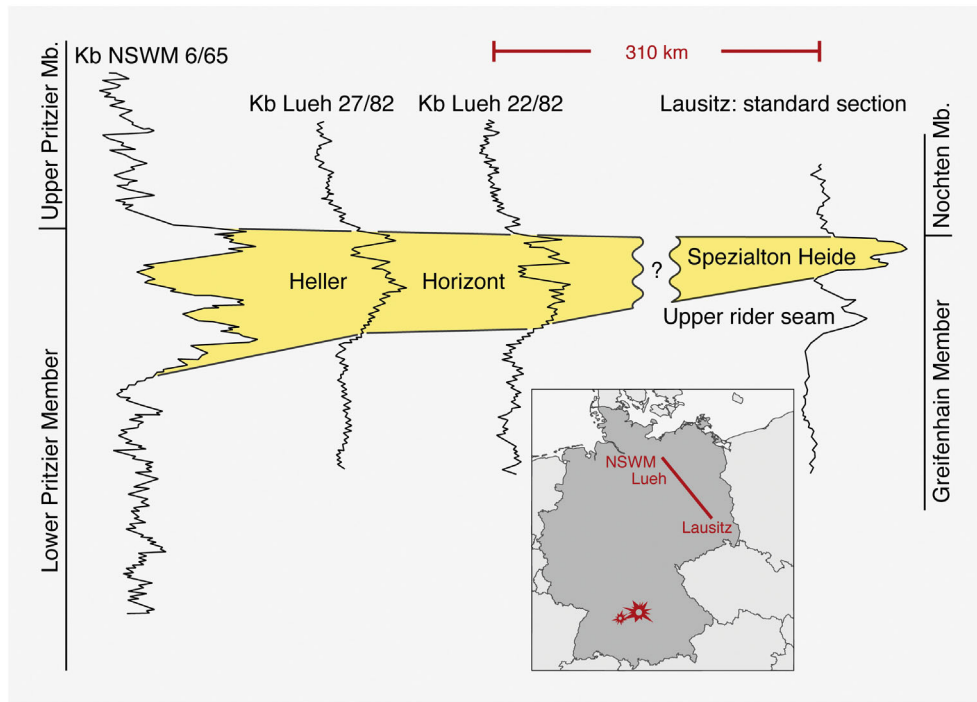 Kb NSWM 6/65
310 km
Kb Lueh 27/82
Kb Lueh 22/82
Lausitz: standard section
Upper Pritzier Mb.
Nochten Mb.
Heller
Horizont
?
Spezialton Heide
Upper rider seam
Lower Pritzier Member
Greifenhain Member
NSWM
Lueh
Lausitz